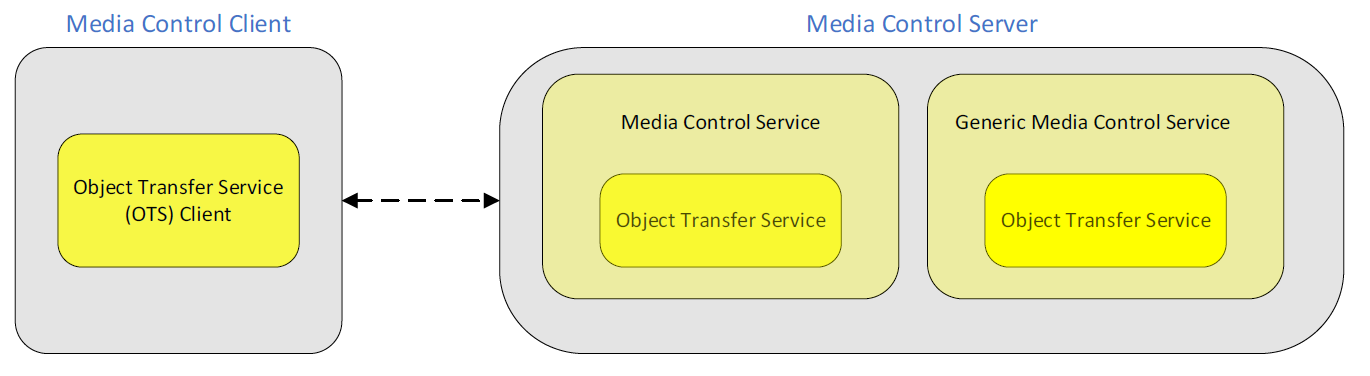 Media Control Client
Media Control Server
Object Transfer Service
(OTS) Client
Media Control Service
Object Transfer Service
Generic Media Control Service
Object Transfer Service